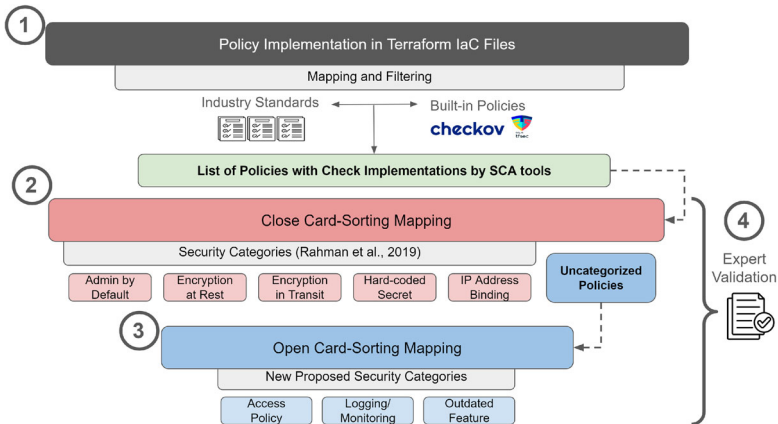 1
Policy Implementation in Terraform IaC Files
Mapping and Filtering
Industry Standards
Built-in Policies
checkov
List of Policies with Check Implementations by SCA tools
2
Close Card-Sorting Mapping
Security Categories (Rahman et al., 2019)
Admin by
Default
Encryption
at Rest
Encryption
in Transit
Hard-coded
Secret
IP Address
Binding
Uncategorized
Policies
3
Open Card-Sorting Mapping
New Proposed Security Categories
Access
Policy
Logging/
Monitoring
Outdated
Feature
4
Expert
Validation